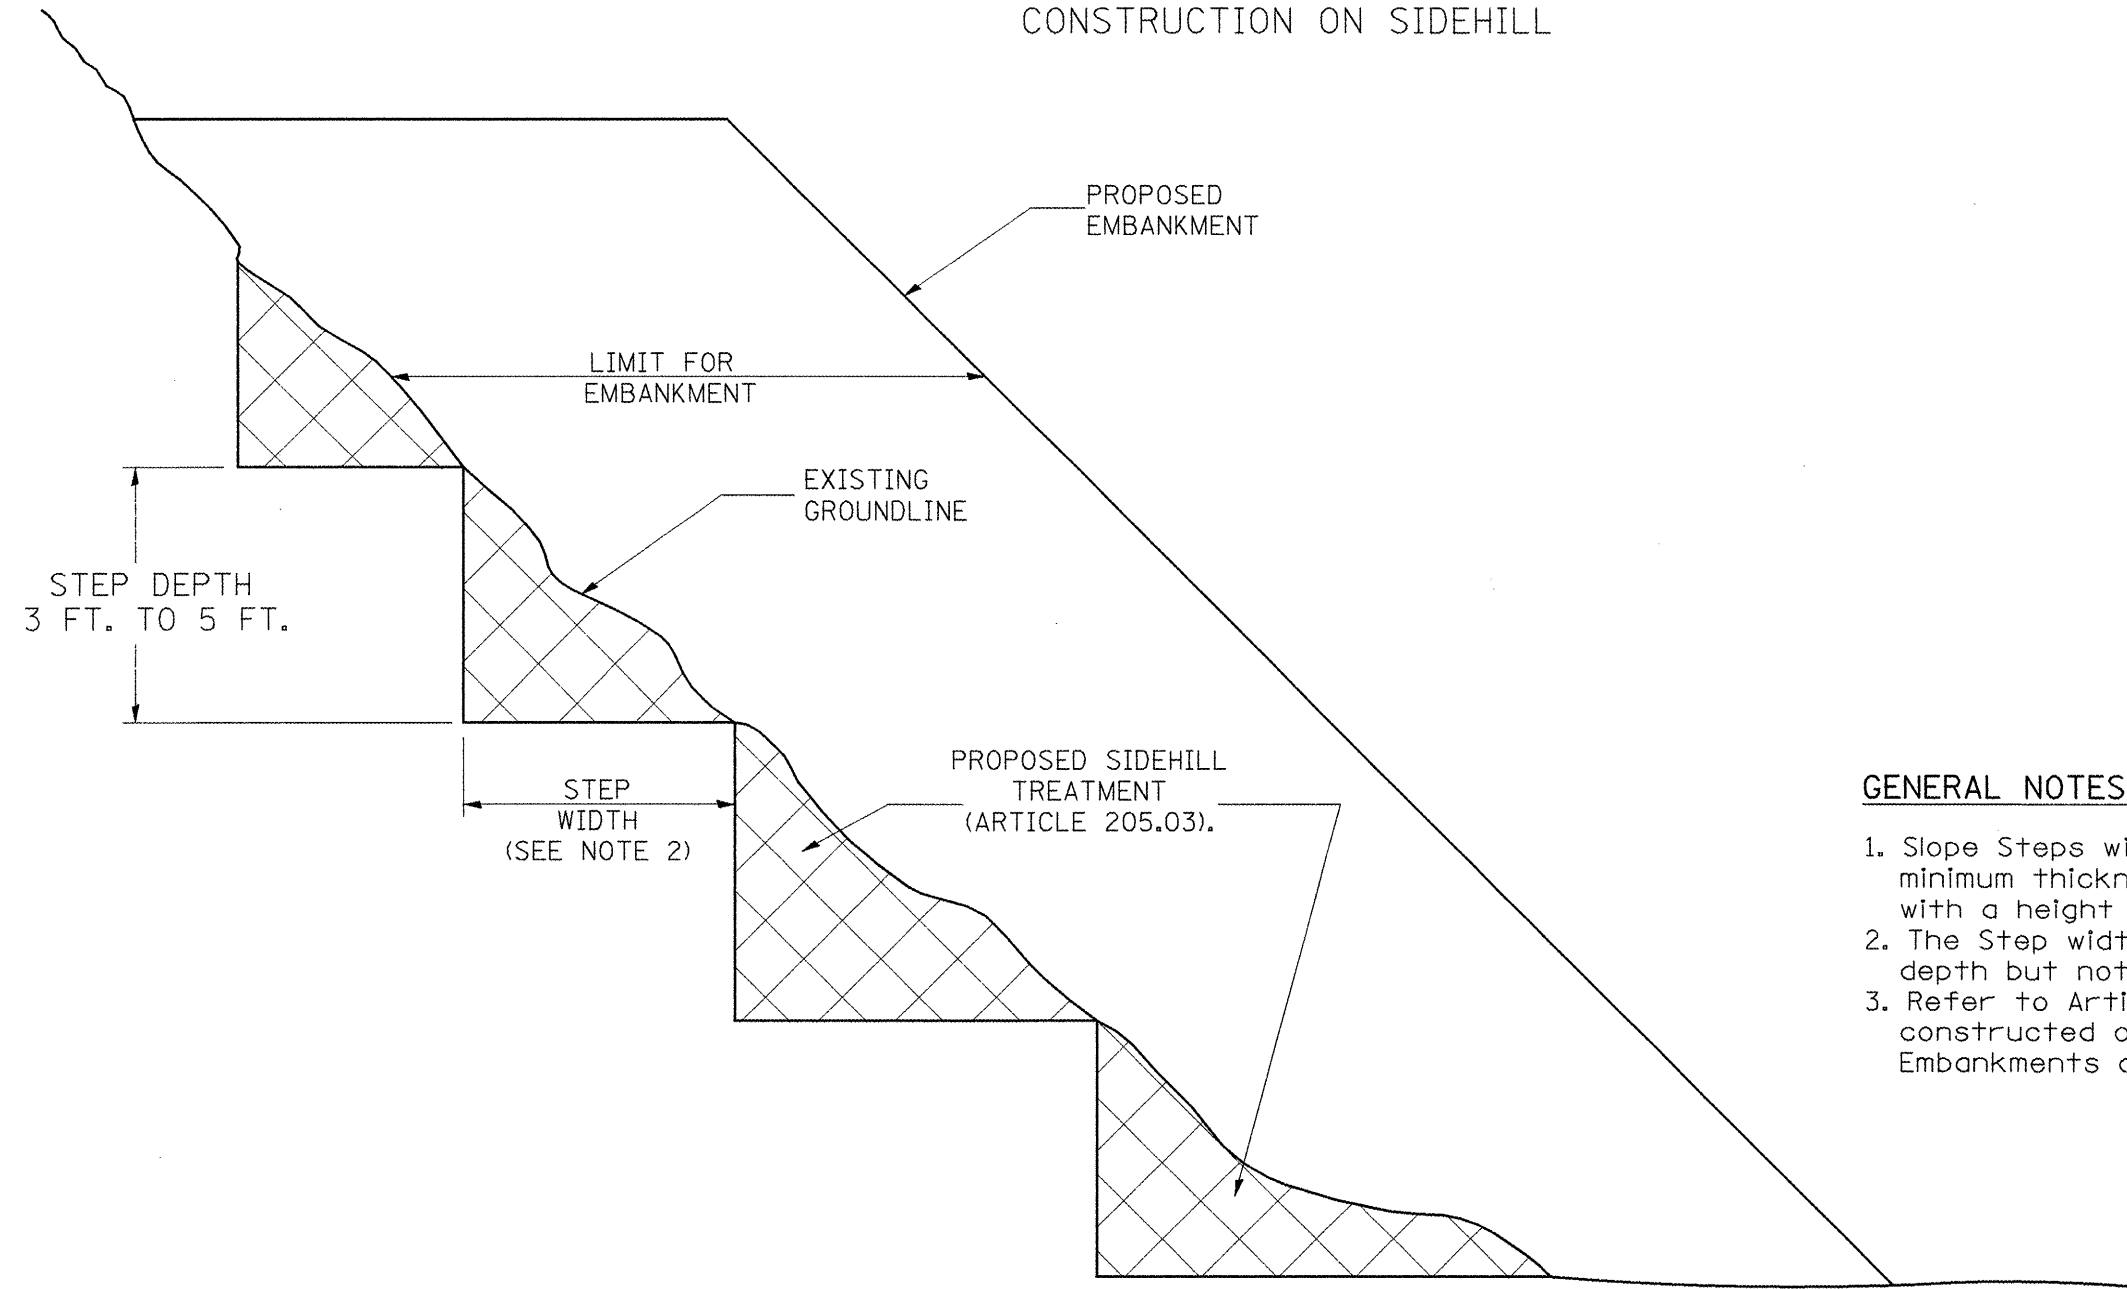 CONSTRUCTION ON SIDEHILL
PROPOSED
EMBANKMENT
LIMIT FOR
EMBANKMENT
EXISTING
GROUNDLINE
STEP DEPTH
3 FT. TO 5 FT.
STEP
WIDTH
(SEE NOTE 2)
PROPOSED SIDEHILL
TREATMENT
(ARTICLE 205.03).
GENERAL NOTES
1. Slope Steps wi
minimum thickn
with a height
2. The Step widt
depth but not
3. Refer to Arti
constructed
Embankments